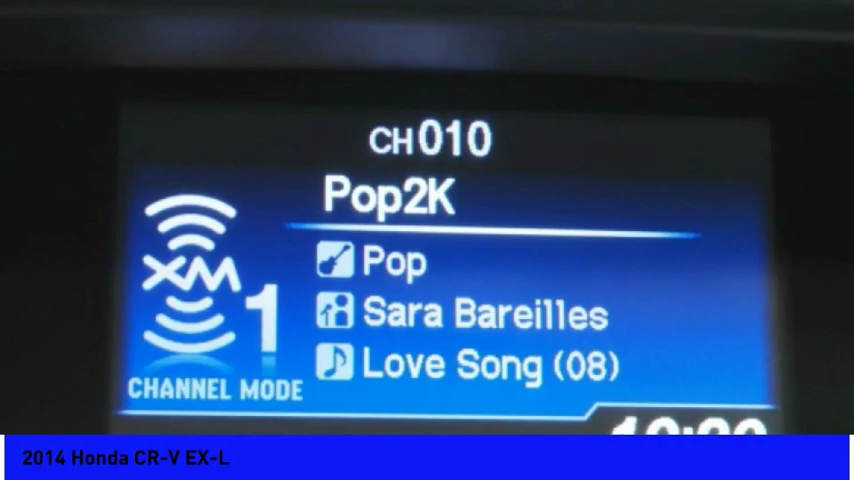 CH010
Pop2K
Pop
XM 1
Sara Bareilles
Love Song (08)
CHANNEL MODE
2014 Honda CR-V EX-L